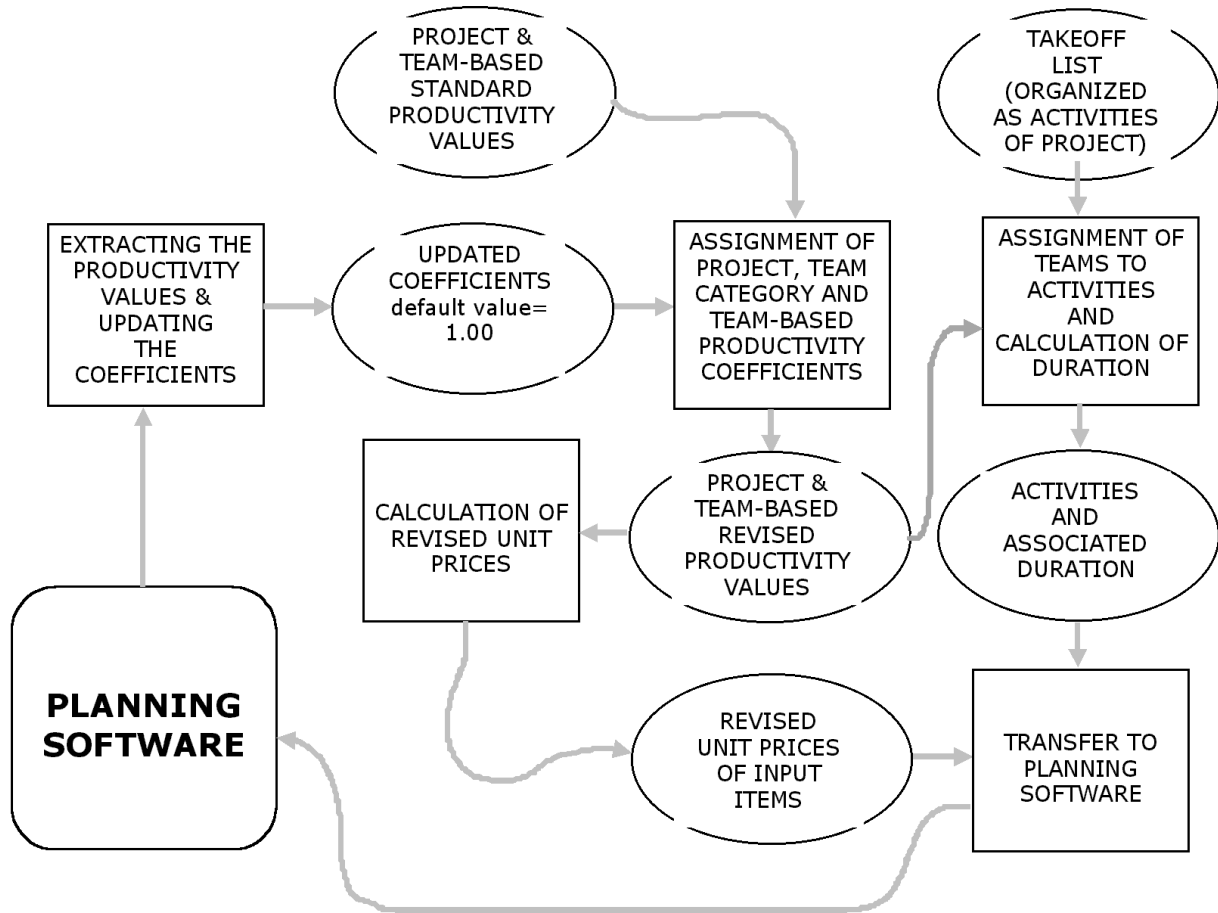 PROJECT &
TEAM-BASED
STANDARD
PRODUCTIVITY
VALUES
TAKEOFF
LIST
(ORGANIZED
AS ACTIVITIES
OF PROJECT)
EXTRACTING THE
PRODUCTIVITY
VALUES &
UPDATING
THE
COEFFICIENTS
UPDATED
COEFFICIENTS
default value=
1.00
ASSIGNMENT OF
PROJECT, TEAM
CATEGORY AND
TEAM-BASED
PRODUCTIVITY
COEFFICIENTS
ASSIGNMENT OF
TEAMS TO
ACTIVITIES
AND
CALCULATION OF
DURATION
CALCULATION OF
REVISED UNIT
PRICES
PROJECT &
TEAM-BASED
REVISED
PRODUCTIVITY
VALUES
ACTIVITIES
AND
ASSOCIATED
DURATION
PLANNING
SOFTWARE
REVISED
UNIT PRICES
OF INPUT
ITEMS
TRANSFER TO
PLANNING
SOFTWARE